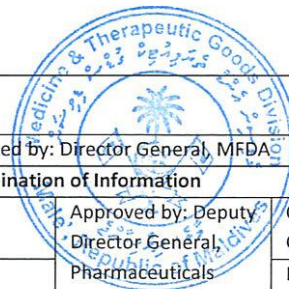 Medicine & Therapeutic Goods Division
ed by: Director General, MFDA
ination of Information
Approved by: Deputy
Director General,
Pharmaceuticals
Male', Republic of Maldives